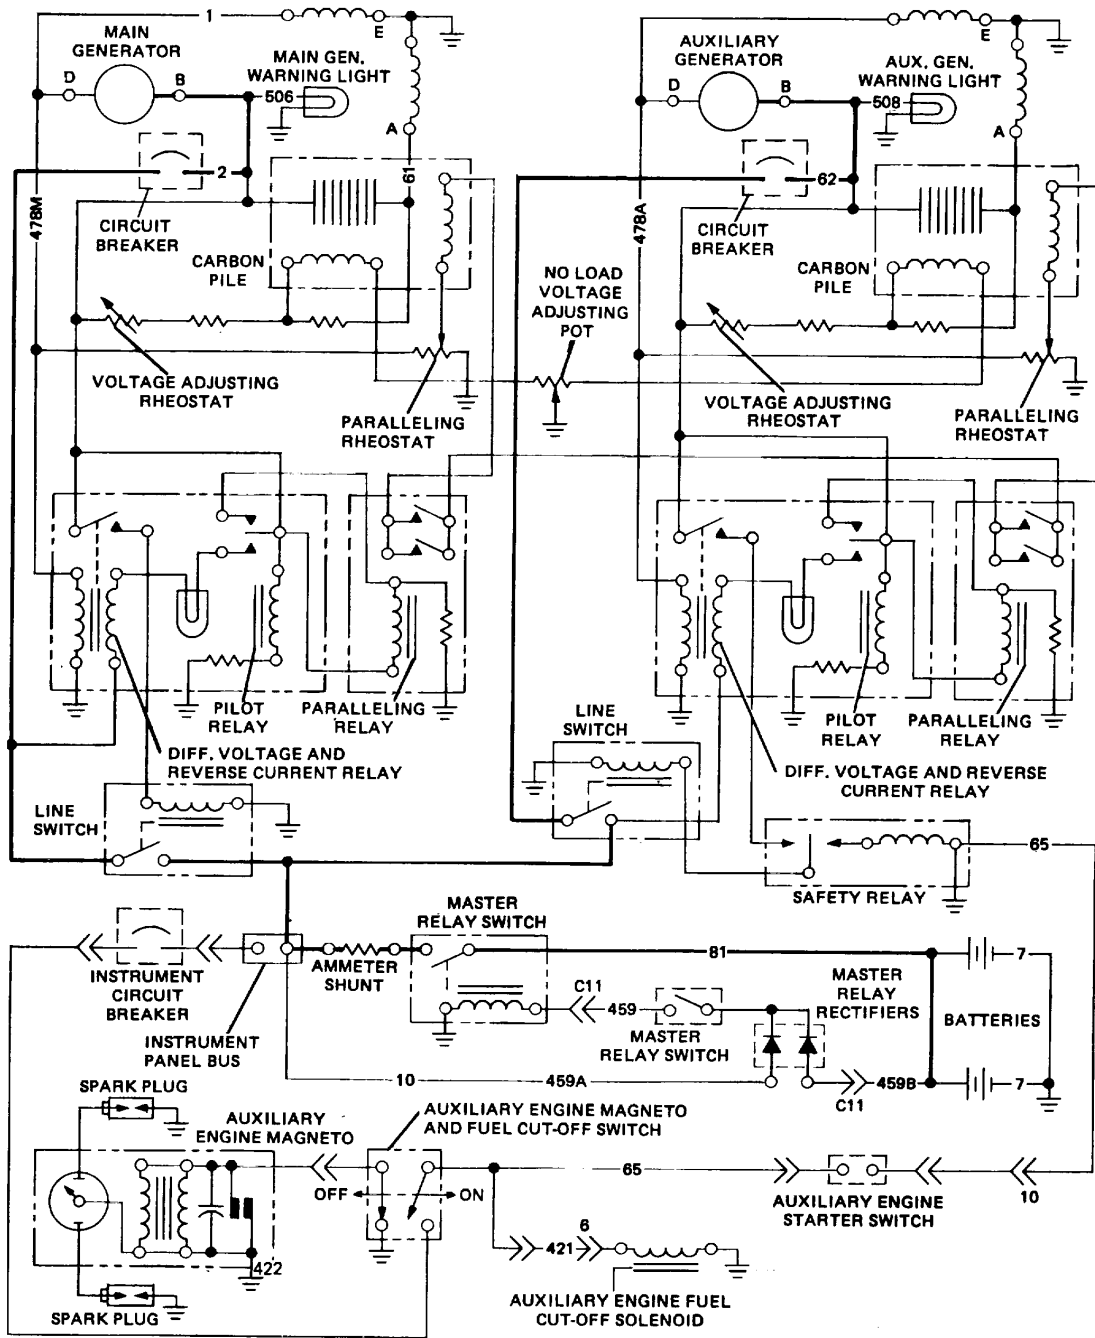 1
E
MAIN
GENERATOR
D
B
MAIN GEN.
WARNING LIGHT
506
A
2
61
478M
CIRCUIT
BREAKER
CARBON
PILE
VOLTAGE ADJUSTING
RHEOSTAT
PARALLELING
RHEOSTAT
NO LOAD
VOLTAGE
ADJUSTING
POT
E
AUXILIARY
GENERATOR
D
B
AUX. GEN.
WARNING LIGHT
508
A
62
478A
CIRCUIT
BREAKER
CARBON
PILE
VOLTAGE ADJUSTING
RHEOSTAT
PARALLELING
RHEOSTAT
PILOT
RELAY
PARALLELING
RELAY
DIFF. VOLTAGE AND
REVERSE CURRENT RELAY
LINE
SWITCH
LINE
SWITCH
PILOT
RELAY
PARALLELING
RELAY
DIFF. VOLTAGE AND REVERSE
CURRENT RELAY
65
SAFETY RELAY
MASTER
RELAY SWITCH
INSTRUMENT
CIRCUIT
BREAKER
AMMETER
SHUNT
INSTRUMENT
PANEL BUS
81
7
C11
459
MASTER
RELAY SWITCH
MASTER
RELAY
RECTIFIERS
BATTERIES
10
459A
459B
7
C11
SPARK PLUG
AUXILIARY
ENGINE MAGNETO
AUXILIARY ENGINE MAGNETO
AND FUEL CUT-OFF SWITCH
OFF
ON
65
10
AUXILIARY ENGINE
STARTER SWITCH
6
421
422
SPARK PLUG
AUXILIARY ENGINE FUEL
CUT-OFF SOLENOID